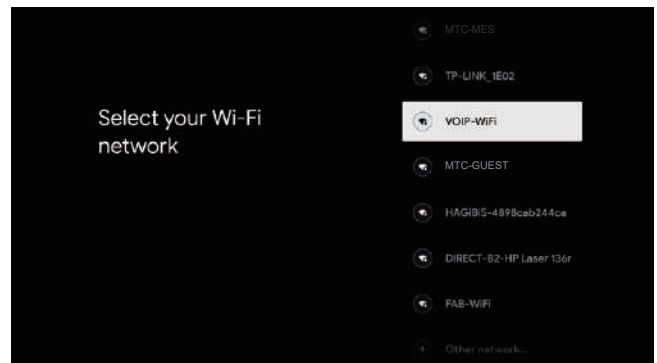 Select your Wi-Fi
network
MTC-MES
TP-LINK_1E02
VOIP-WiFi
MTC-GUEST
HAGiBiS-4898cab244ca
DIRECT-B2-HP Laser 136r
FAB-WiFi
Other network...